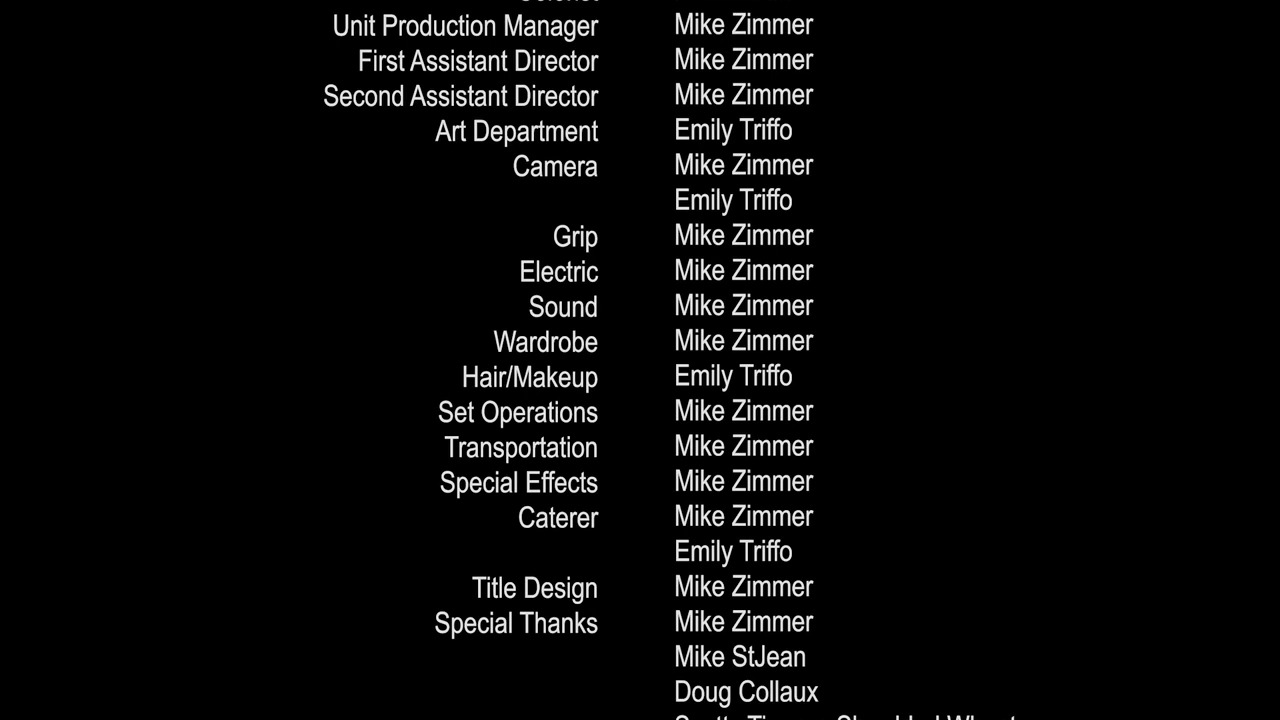 Unit Production Manager Mike Zimmer
First Assistant Director Mike Zimmer
Second Assistant Director Mike Zimmer
Art Department Emily Triffo
Camera Mike Zimmer
Emily Triffo
Grip Mike Zimmer
Electric Mike Zimmer
Sound Mike Zimmer
Wardrobe Mike Zimmer
Hair/Makeup Emily Triffo
Set Operations Mike Zimmer
Transportation Mike Zimmer
Special Effects Mike Zimmer
Caterer Mike Zimmer
Emily Triffo
Title Design Mike Zimmer
Special Thanks Mike Zimmer
Mike StJean
Doug Collaux